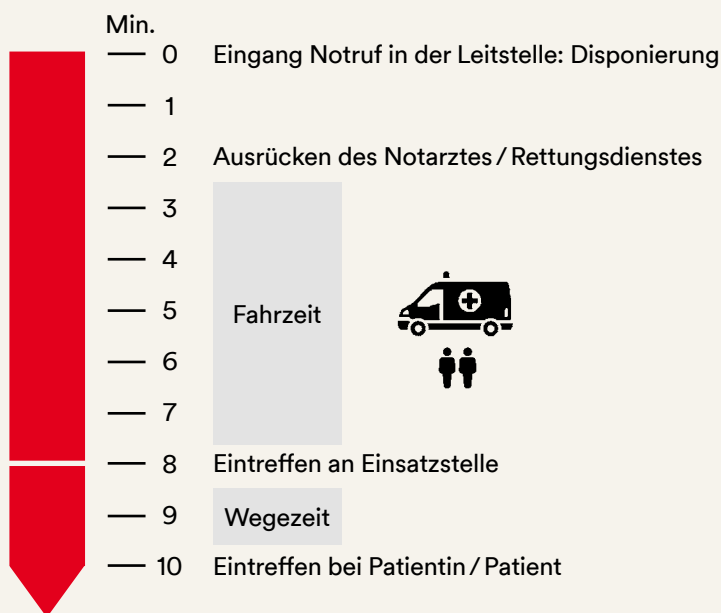 Min.
0 Eingang Notruf in der Leitstelle: Disponierung
1
2 Ausrücken des Notarztes / Rettungsdienstes
3
4
5 Fahrzeit
6
7
8 Eintreffen an Einsatzstelle
9 Wegezeit
10 Eintreffen bei Patientin / Patient